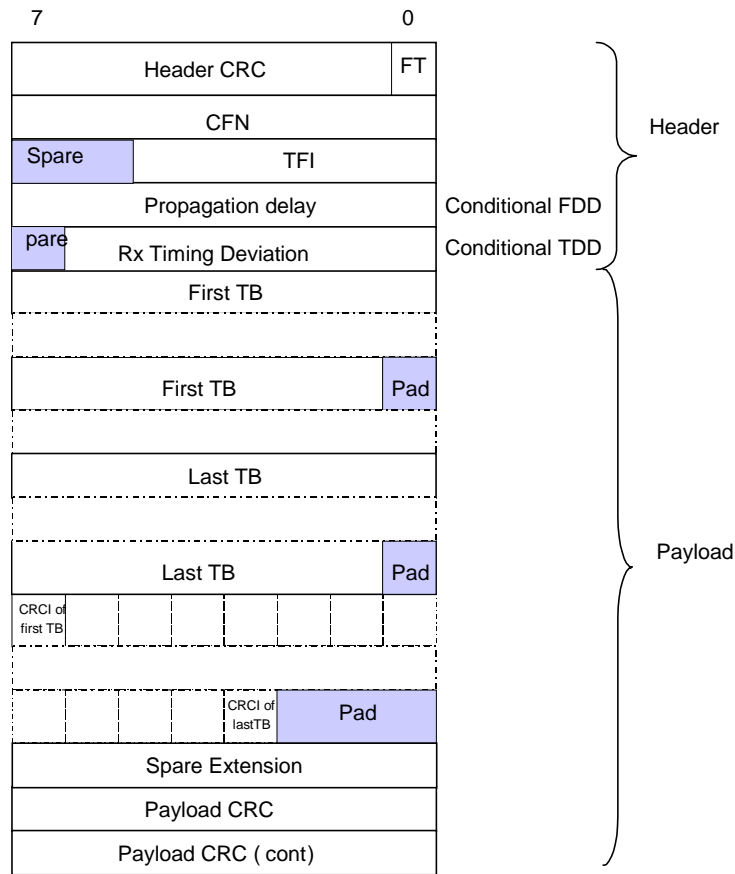 7 0
Header CRC FT
CFN
Header
Spare TFI
Propagation delay Conditional FDD
pare Rx Timing Deviation Conditional TDD
First TB
First TB Pad
Last TB
Last TB Pad
Payload
CRCI of
first TB
CRCI of
lastTB
Pad
Spare Extension
Payload CRC
Payload CRC ( cont)